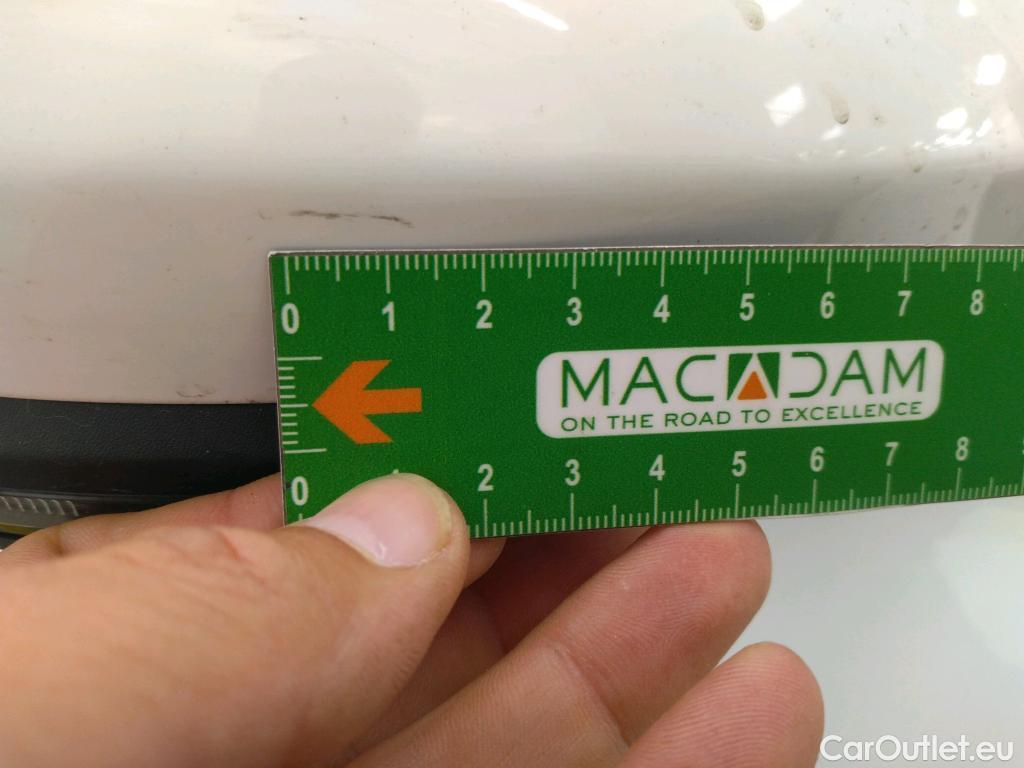 0 1 2 3 4 5 6 7 8
MACADAM
ON THE ROAD TO EXCELLENCE
0 1 2 3 4 5 6 7 8
CarOutlet.eu